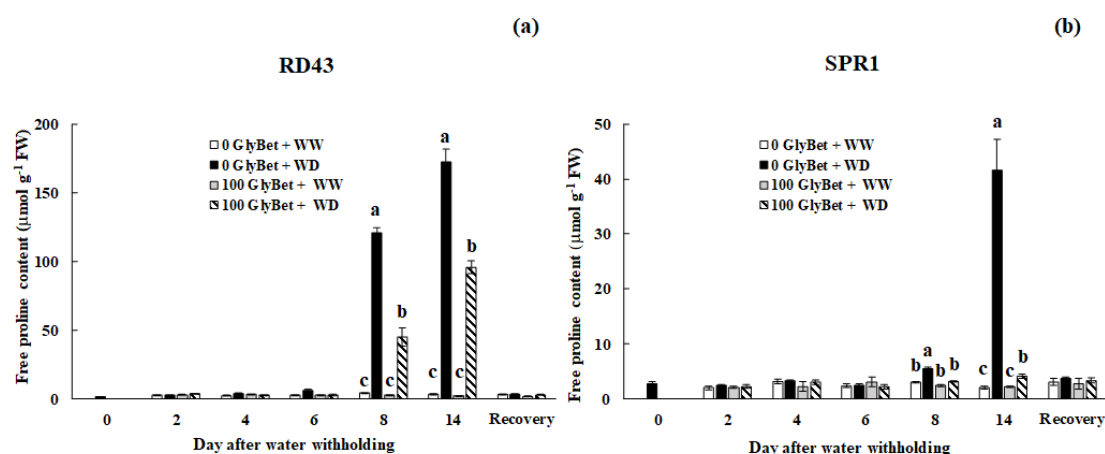 (a)
RD43
Free proline content (µmol g⁻¹ FW)
200
150
100
50
0
0 GlyBet + WW
0 GlyBet + WD
100 GlyBet + WW
100 GlyBet + WD
a
a
b
b
c
c
c
c
0
2
4
6
8
14
Recovery
Day after water withholding
(b)
SPR1
Free proline content (µmol g⁻¹ FW)
50
40
30
20
10
0
0 GlyBet + WW
0 GlyBet + WD
100 GlyBet + WW
100 GlyBet + WD
a
b
a
b
b
c
c
b
0
2
4
6
8
14
Recovery
Day after water withholding